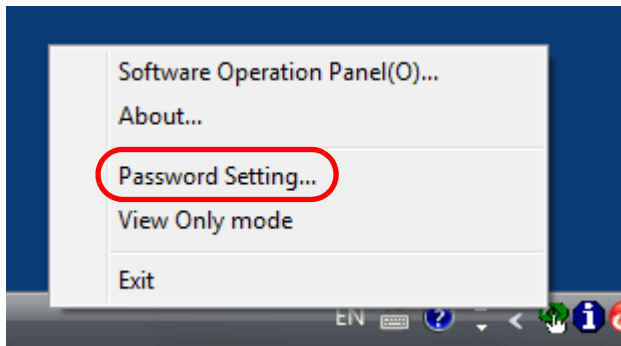 Software Operation Panel(O)...
About...
Password Setting...
View Only mode
Exit
EN